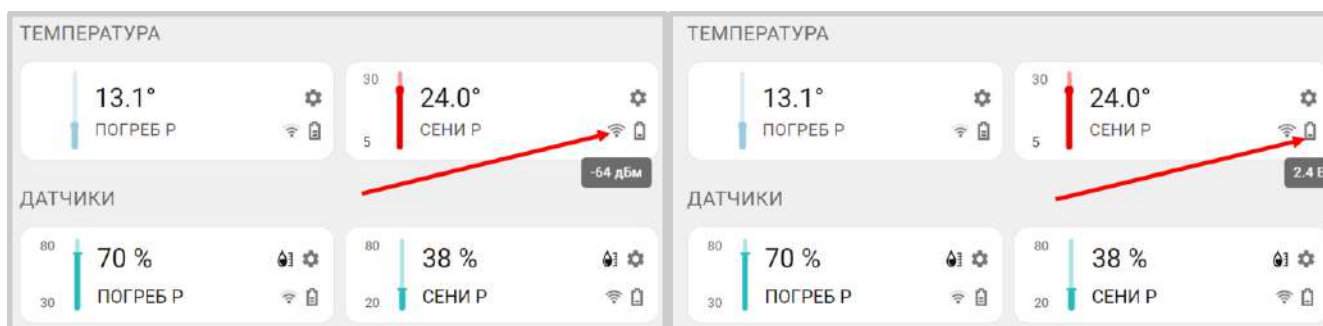 ТЕМПЕРАТУРА
13.1°
ПОГРЕБ Р
30
24.0°
СЕНИ Р
5
-64 дБм
ДАТЧИКИ
80
70 %
30
ПОГРЕБ Р
80
38 %
20
СЕНИ Р
ТЕМПЕРАТУРА
13.1°
ПОГРЕБ Р
30
24.0°
СЕНИ Р
5
2.4 В
ДАТЧИКИ
80
70 %
30
ПОГРЕБ Р
80
38 %
20
СЕНИ Р